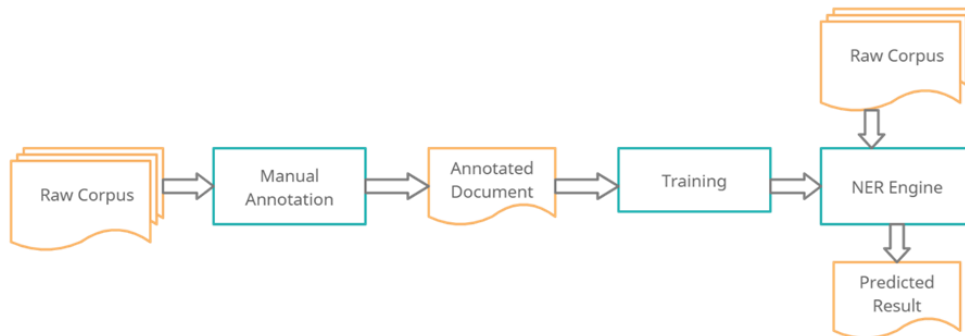 Raw Corpus
Raw Corpus
Manual
Annotation
Annotated
Document
Training
NER Engine
Predicted
Result